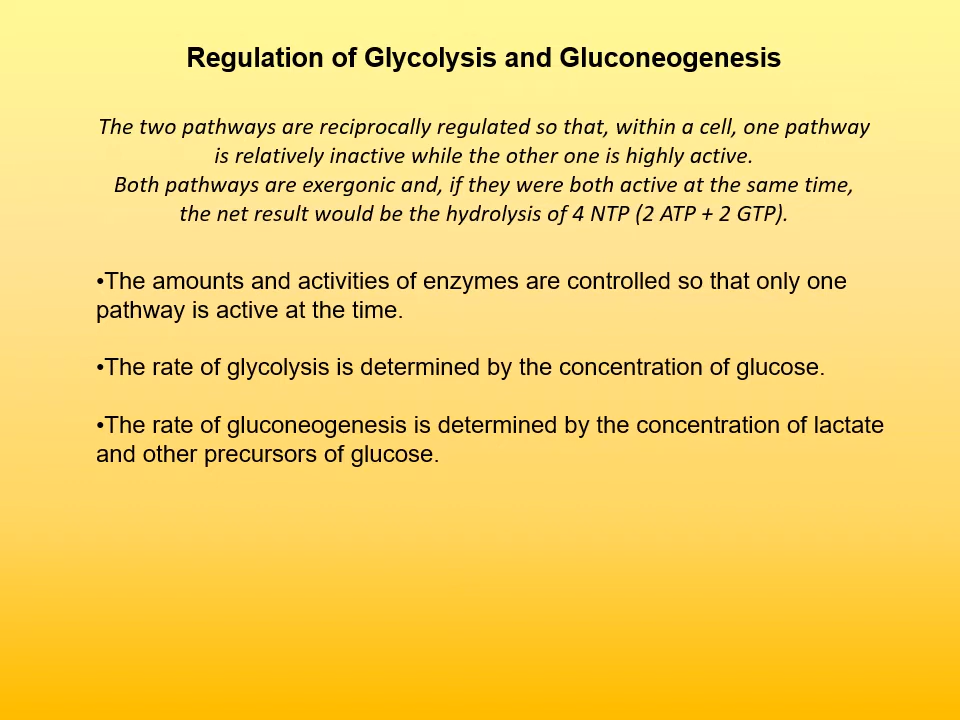 Regulation of Glycolysis and Gluconeogenesis
The two pathways are reciprocally regulated so that, within a cell, one pathway
is relatively inactive while the other one is highly active.
Both pathways are exergonic and, if they were both active at the same time,
the net result would be the hydrolysis of 4 NTP (2 ATP + 2 GTP).
•The amounts and activities of enzymes are controlled so that only one
pathway is active at the time.
•The rate of glycolysis is determined by the concentration of glucose.
•The rate of gluconeogenesis is determined by the concentration of lactate
and other precursors of glucose.